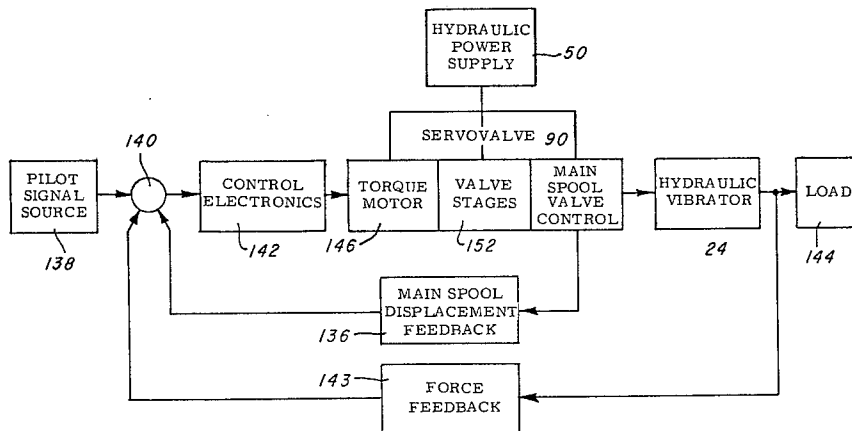 HYDRAULIC
POWER
SUPPLY
50
SERVOVALVE 90
140
PILOT
SIGNAL
SOURCE
138
CONTROL
ELECTRONICS
142
TORQUE
MOTOR
146
VALVE
STAGES
152
MAIN
SPOOL
VALVE
CONTROL
HYDRAULIC
VIBRATOR
24
LOAD
144
MAIN SPOOL
DISPLACEMENT
FEEDBACK
136
143
FORCE
FEEDBACK